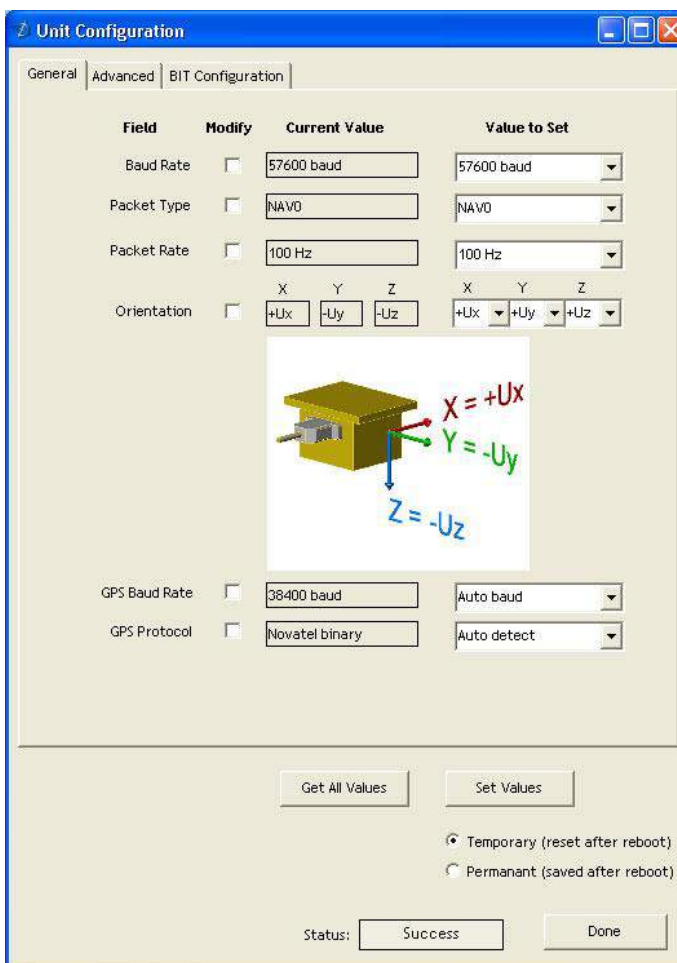 Unit Configuration
General Advanced BIT Configuration
Field Modify Current Value Value to Set
Baud Rate 57600 baud 57600 baud
Packet Type NAV0 NAV0
Packet Rate 100 Hz 100 Hz
X Y Z X Y Z
Orientation +Ux -Uy -Uz +Ux +Uy +Uz
X = +Ux
Y = -Uy
Z = -Uz
GPS Baud Rate 38400 baud Auto baud
GPS Protocol Novatel binary Auto detect
Get All Values Set Values
Temporary (reset after reboot)
Permanant (saved after reboot)
Status: Success Done